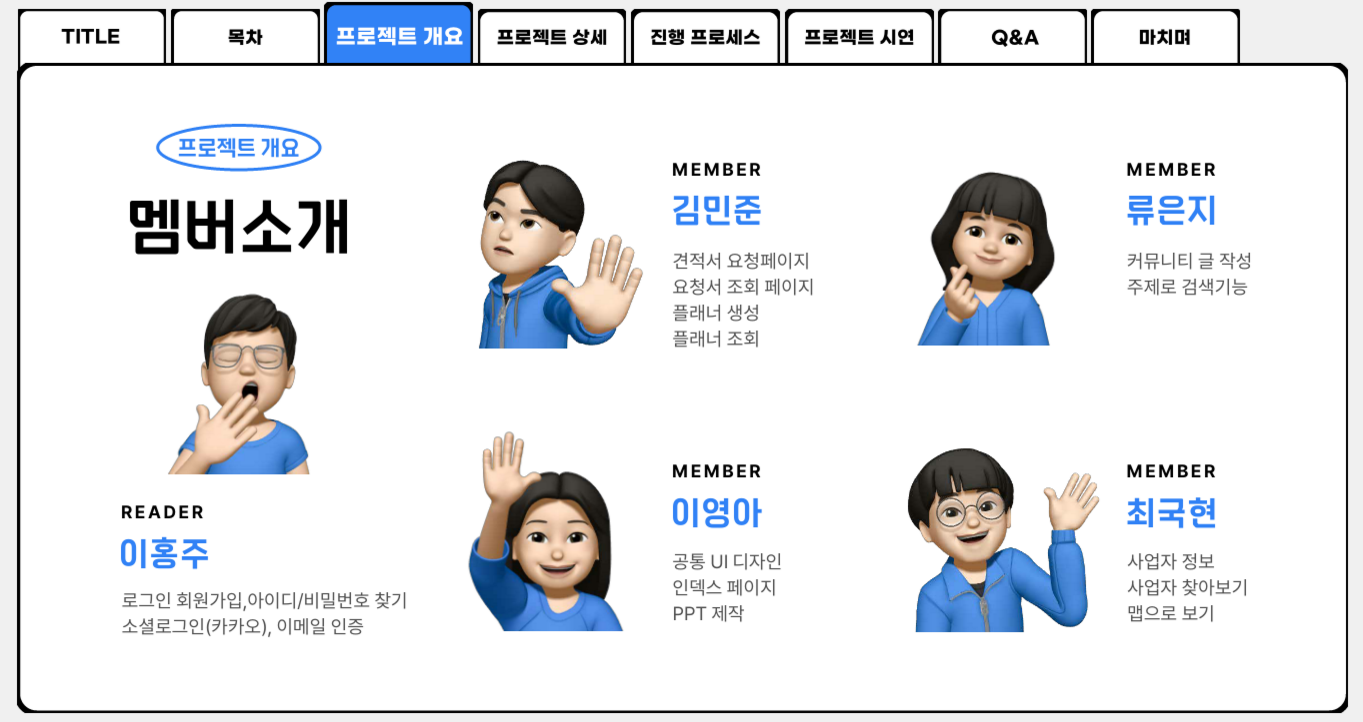 TITLE
목차
프로젝트 개요
프로젝트 상세
진행 프로세스
프로젝트 시연
Q&A
마치며
프로젝트 개요
멤버소개
READER
이홍주
로그인 회원가입,아이디/비밀번호 찾기
소셜로그인(카카오), 이메일 인증
MEMBER
김민준
견적서 요청페이지
요청서 조회 페이지
플래너 생성
플래너 조회
MEMBER
류은지
커뮤니티 글 작성
주제로 검색기능
MEMBER
이영아
공통 UI 디자인
인덱스 페이지
PPT 제작
MEMBER
최국현
사업자 정보
사업자 찾아보기
맵으로 보기